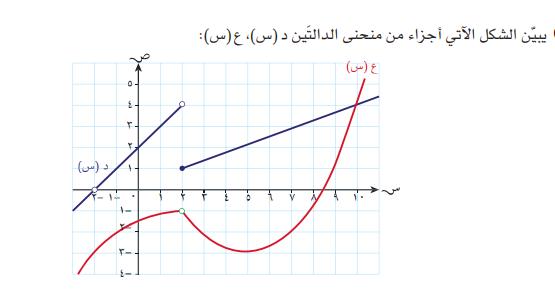 يبيّن الشكل الآتي أجزاء من منحنى الدالتَين د (س)، ع (س):
ص
ع (س)
٥
٤
٣
٢
١
د (س)
س
٢– ١– ٠ ١ ٢ ٣ ٤ ٥ ٦ ٧ ٨ ٩ ١٠
١–
٢–
٣–
٤–